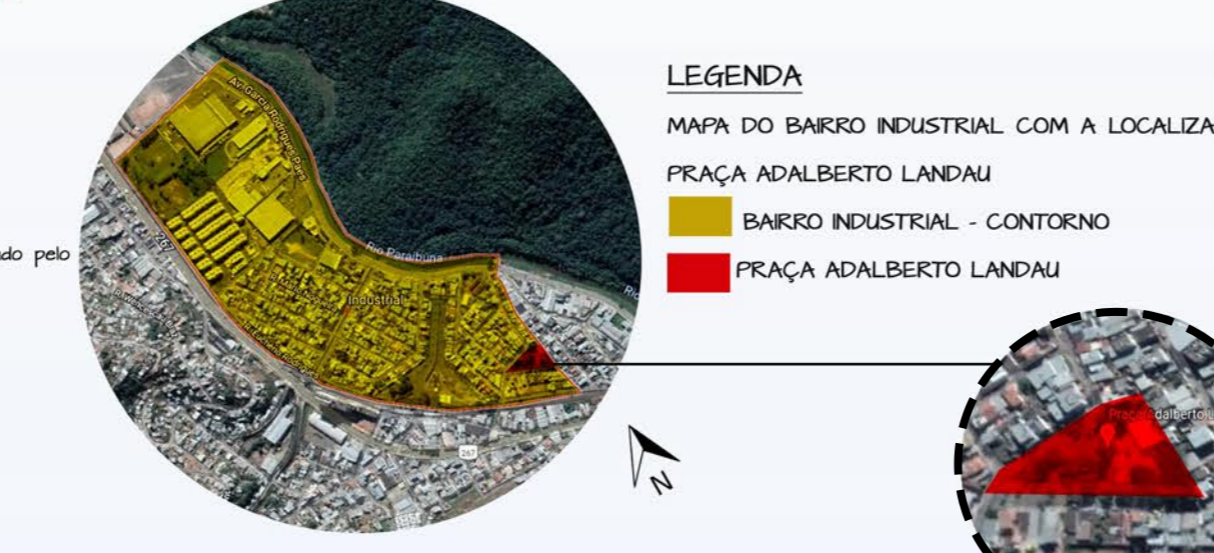 LEGENDA
MAPA DO BAIRRO INDUSTRIAL COM A LOCALIZA
PRAÇA ADALBERTO LANDAU
BAIRRO INDUSTRIAL - CONTORNO
PRAÇA ADALBERTO LANDAU
do pelo
Av. Garcia Rodrigues Paes
267
Rio Paraibuna
Industrial
267
N